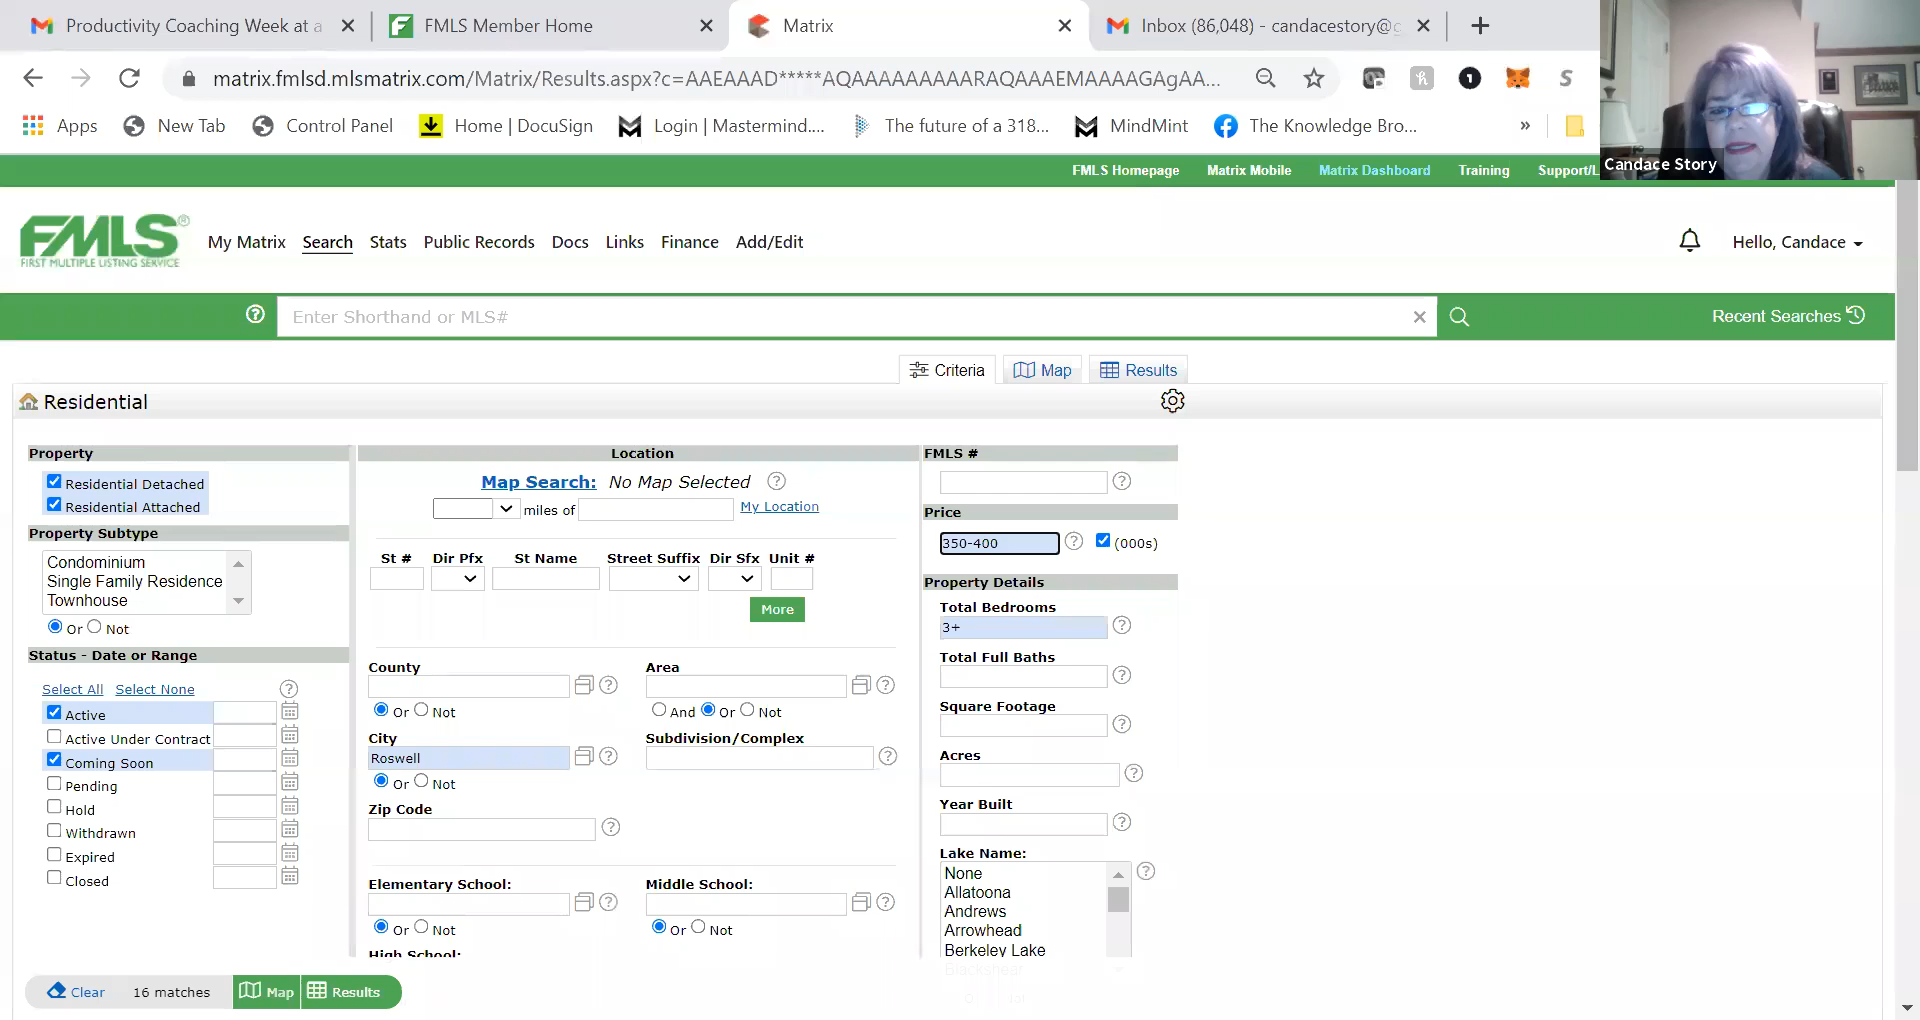 Productivity Coaching Week at a
FMLS Member Home
Matrix
Inbox (86,048) - candacestory@g
matrix.fmlsd.mlsmatrix.com/Matrix/Results.aspx?c=AAEAAAD*****AQAAAAAAAAARAQAAAEMAAAAGAgAA...
Apps
New Tab
Control Panel
Home | DocuSign
Login | Mastermind....
The future of a 318...
MindMint
The Knowledge Bro...
»
Candace Story
FMLS Homepage
Matrix Mobile
Matrix Dashboard
Training
Support/L
FMLS®
FIRST MULTIPLE LISTING SERVICE
My Matrix
Search
Stats
Public Records
Docs
Links
Finance
Add/Edit
Hello, Candace
Enter Shorthand or MLS#
Recent Searches
Criteria
Map
Results
Residential
Property
Residential Detached
Residential Attached
Property Subtype
Condominium
Single Family Residence
Townhouse
Or Not
Status - Date or Range
Select All Select None
Active
Active Under Contract
Coming Soon
Pending
Hold
Withdrawn
Expired
Closed
Location
Map Search: No Map Selected
miles of
My Location
St # Dir Pfx St Name Street Suffix Dir Sfx Unit #
More
County
Or Not
Area
And Or Not
City
Roswell
Or Not
Subdivision/Complex
Zip Code
Elementary School:
Or Not
Middle School:
Or Not
High School:
FMLS #
Price
350-400
(000s)
Property Details
Total Bedrooms
3+
Total Full Baths
Square Footage
Acres
Year Built
Lake Name:
None
Allatoona
Andrews
Arrowhead
Berkeley Lake
Blackshear
Clear
16 matches
Map
Results